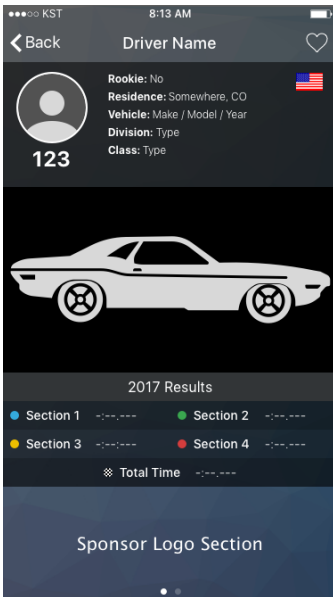 KST
8:13 AM
Back
Driver Name
Rookie: No
Residence: Somewhere, CO
Vehicle: Make / Model / Year
Division: Type
Class: Type
123
2017 Results
Section 1 -:--.---
Section 2 -:--.---
Section 3 -:--:---
Section 4 -:--.---
Total Time -:--.---
Sponsor Logo Section